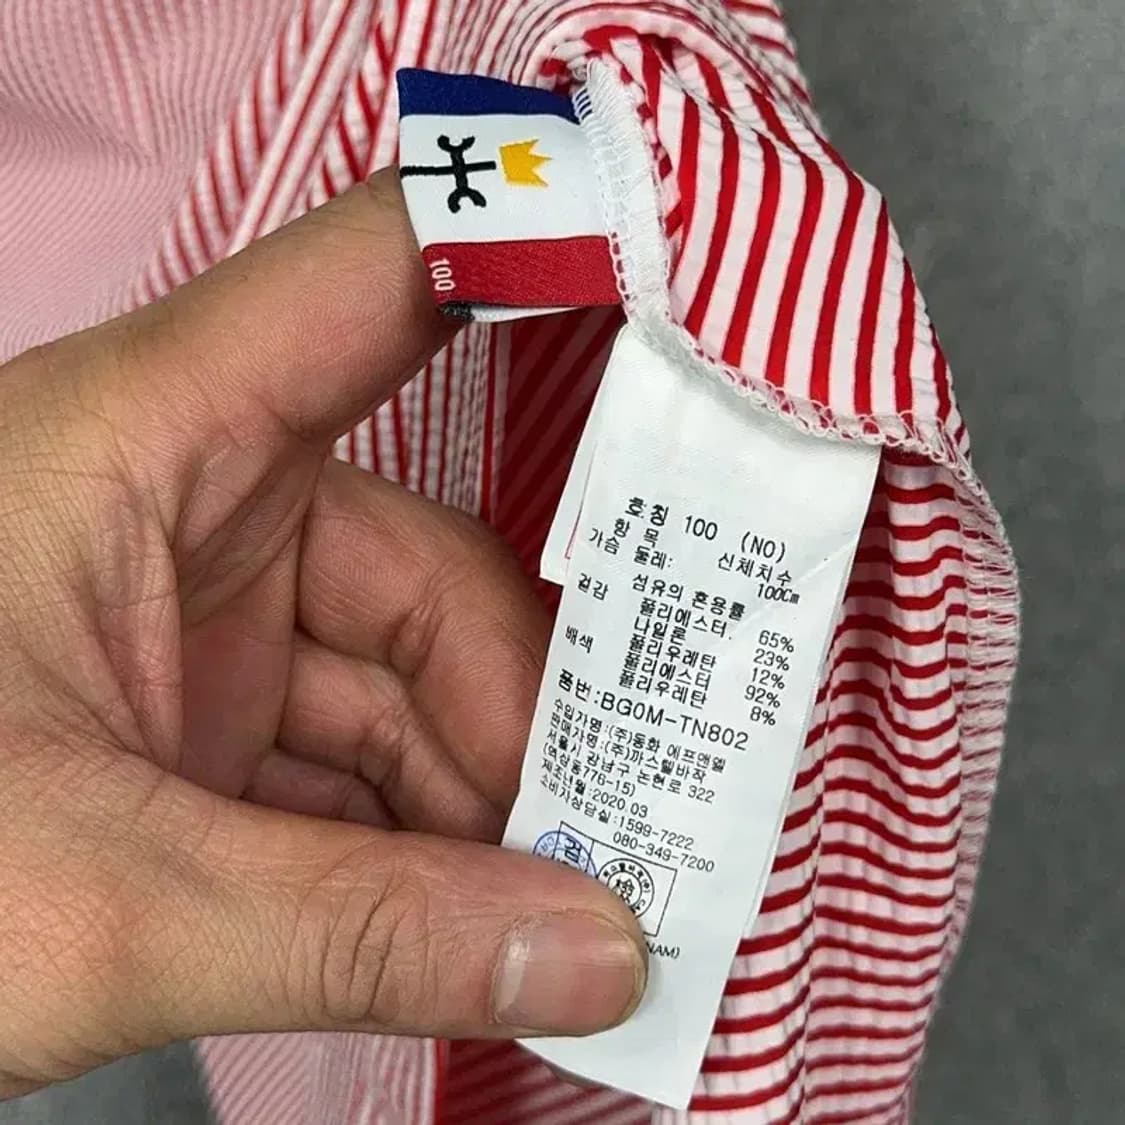 100
호칭 100 (NO)
항 목 신체치수
가슴 둘레: 100Cm
섬유의 혼용률
겉감 폴리에스터 65%
나일론 23%
폴리우레탄 12%
배색 폴리에스터 92%
폴리우레탄 8%
품번:BG0M-TN802
수입자명:(주)동화 에프앤엘
판매자명:(주)까스텔바작
서울시 강남구 논현로 322
(역삼동776-15)
제조년월:2020.03
소비자상담실:1599-7222
080-349-7200
검
NAM)